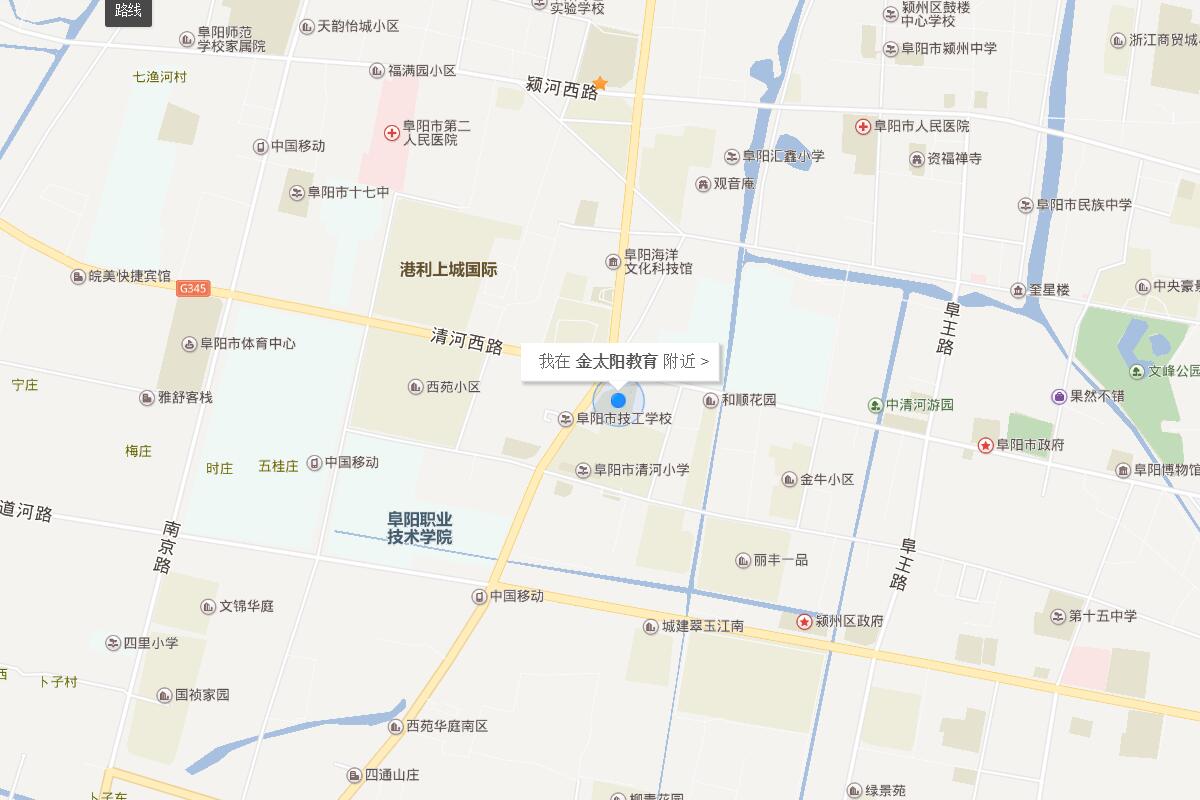 路线
实验学校
颍州区鼓楼
中心学校
阜阳师范
学校家属院
天韵怡城小区
阜阳市颍州中学
浙江商贸城
七渔河村
福满园小区
颍河西路
阜阳市第二
人民医院
阜阳市人民医院
中国移动
阜阳汇鑫小学
资福禅寺
观音庵
阜阳市十七中
阜阳市民族中学
港利上城国际
阜阳海洋
文化科技馆
皖美快捷宾馆
G345
奎星楼
中央豪景
阜王路
清河西路
阜阳市体育中心
我在 金太阳教育 附近 >
文峰公园
宁庄
西苑小区
雅舒客栈
和顺花园
中清河游园
果然不错
阜阳市技工学校
阜阳市政府
梅庄
时庄
五桂庄
中国移动
阜阳市清河小学
阜阳博物馆
金牛小区
道河路
南京路
阜阳职业
技术学院
阜王路
丽丰一品
中国移动
文锦华庭
城建翠玉江南
颍州区政府
第十五中学
四里小学
西
卜子村
国祯家园
西苑华庭南区
四通山庄
卜子东
柳青花园
绿景苑